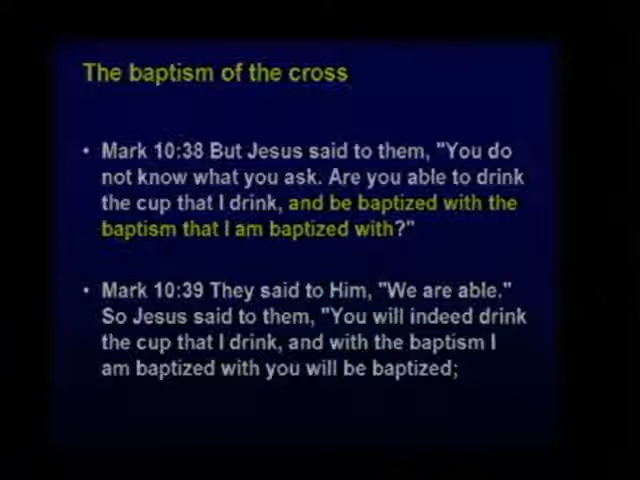 The baptism of the cross
• Mark 10:38 But Jesus said to them, "You do
not know what you ask. Are you able to drink
the cup that I drink, and be baptized with the
baptism that I am baptized with?"
• Mark 10:39 They said to Him, "We are able."
So Jesus said to them, "You will indeed drink
the cup that I drink, and with the baptism I
am baptized with you will be baptized;